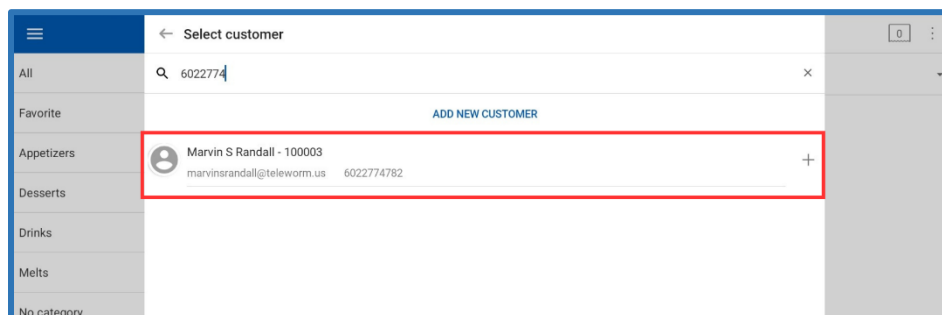 Select customer
0
All
6022774
Favorite
ADD NEW CUSTOMER
Appetizers
Marvin S Randall - 100003
marvinsrandall@teleworm.us 6022774782
Desserts
Drinks
Melts
No category